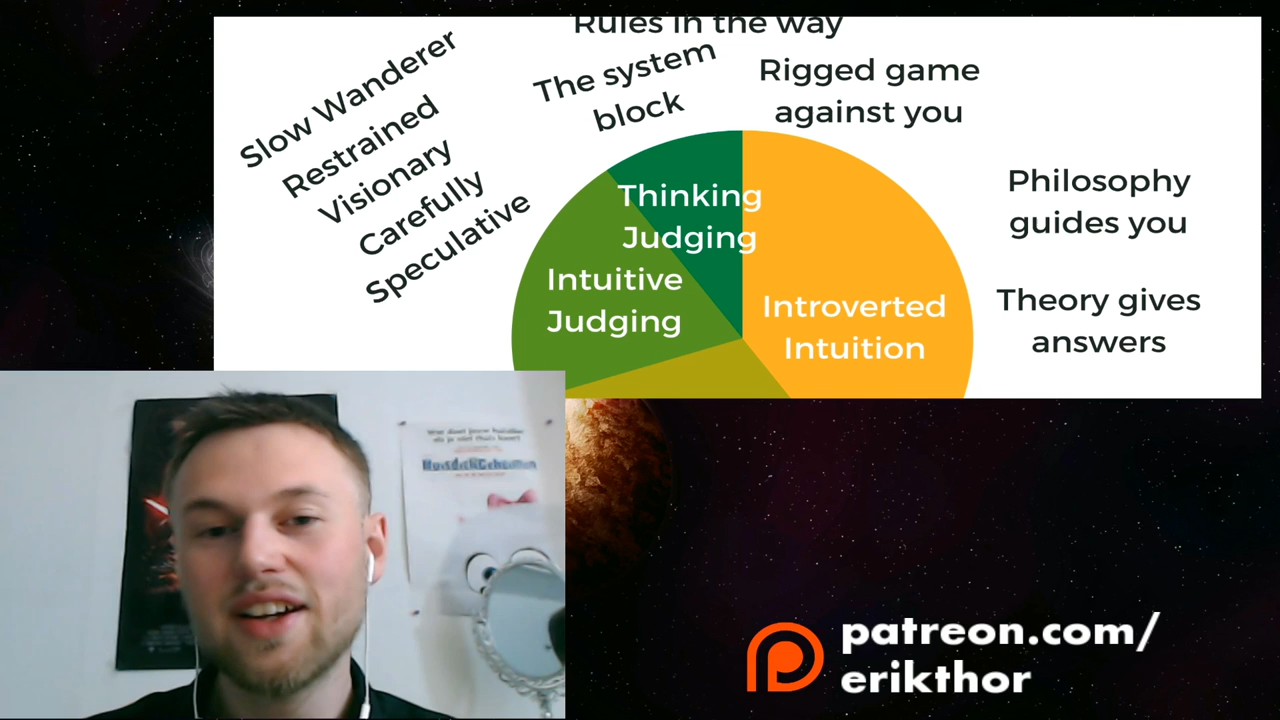 Rules in the way
The system
block
Rigged game
against you
Slow Wanderer
Restrained
Visionary
Carefully
Speculative
Thinking
Judging
Intuitive
Judging
Introverted
Intuition
Philosophy
guides you
Theory gives
answers
patreon.com/
erikthor